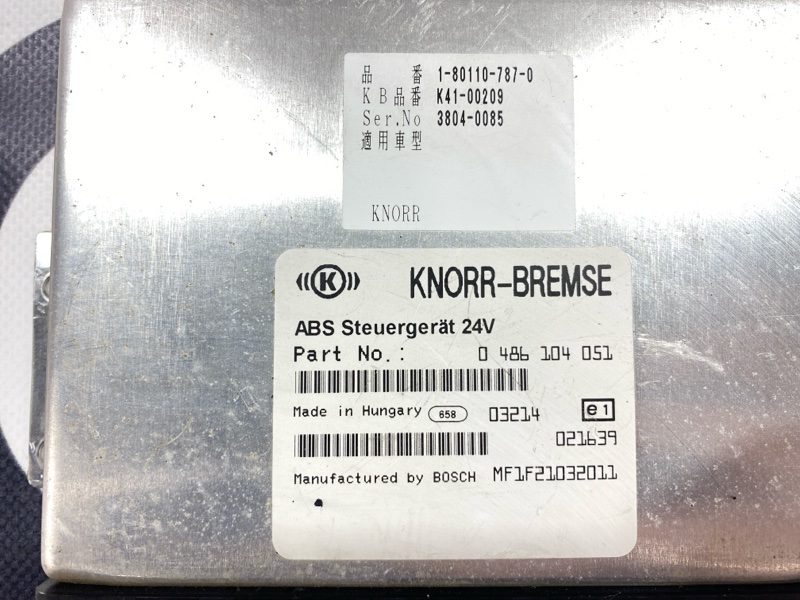 品番 1-80110-787-0
KB品番 K41-00209
Ser.No 3804-0085
適用車型
KNORR
K KNORR-BREMSE
ABS Steuergerät 24V
Part No.: 0 486 104 051
Made in Hungary 658 03214 e1
021639
Manufactured by BOSCH MF1F21032011